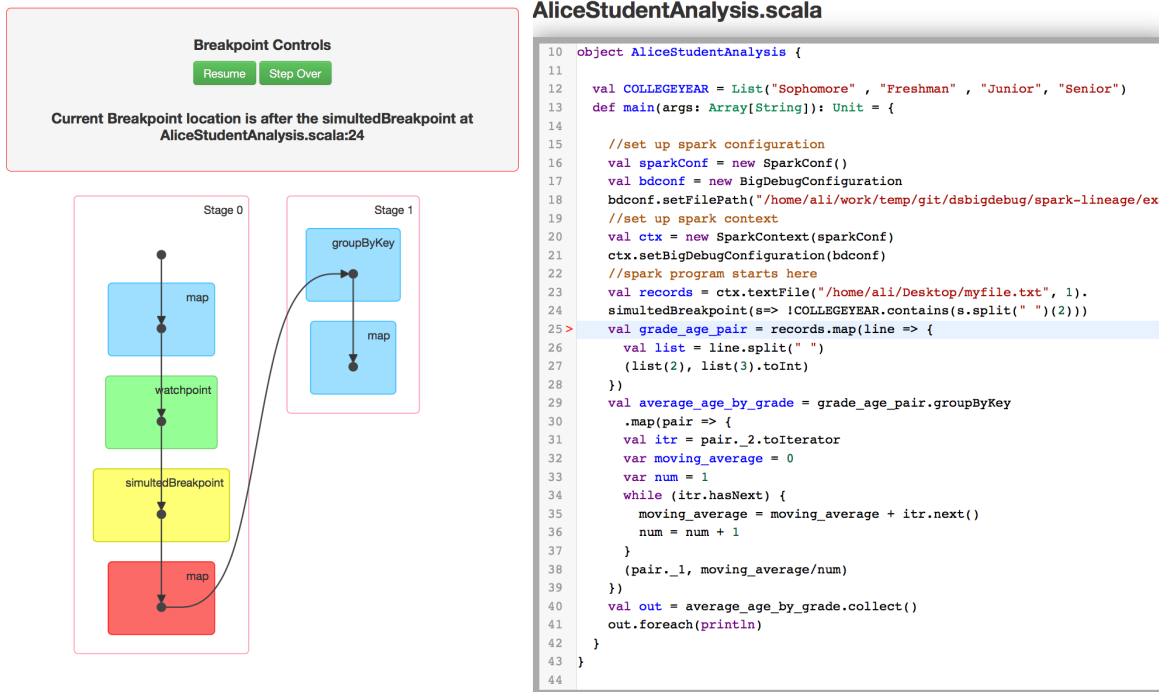 Breakpoint Controls
Resume Step Over
Current Breakpoint location is after the simultedBreakpoint at
AliceStudentAnalysis.scala:24
Stage 0
map
watchpoint
simultedBreakpoint
map
Stage 1
groupByKey
map
AliceStudentAnalysis.scala
10 object AliceStudentAnalysis {
11
12 val COLLEGEYEAR = List("Sophomore" , "Freshman" , "Junior", "Senior")
13 def main(args: Array[String]): Unit = {
14
15 //set up spark configuration
16 val sparkConf = new SparkConf()
17 val bdconf = new BigDebugConfiguration
18 bdconf.setFilePath("/home/ali/work/temp/git/dsbigdebug/spark-lineage/ex
19 //set up spark context
20 val ctx = new SparkContext(sparkConf)
21 ctx.setBigDebugConfiguration(bdconf)
22 //spark program starts here
23 val records = ctx.textFile("/home/ali/Desktop/myfile.txt", 1).
24 simultedBreakpoint(s=> !COLLEGEYEAR.contains(s.split(" ")(2)))
25 > val grade_age_pair = records.map(line => {
26 val list = line.split(" ")
27 (list(2), list(3).toInt)
28 })
29 val average_age_by_grade = grade_age_pair.groupByKey
30 .map(pair => {
31 val itr = pair._2.toIterator
32 var moving_average = 0
33 var num = 1
34 while (itr.hasNext) {
35 moving_average = moving_average + itr.next()
36 num = num + 1
37 }
38 (pair._1, moving_average/num)
39 })
40 val out = average_age_by_grade.collect()
41 out.foreach(println)
42 }
43 }
44